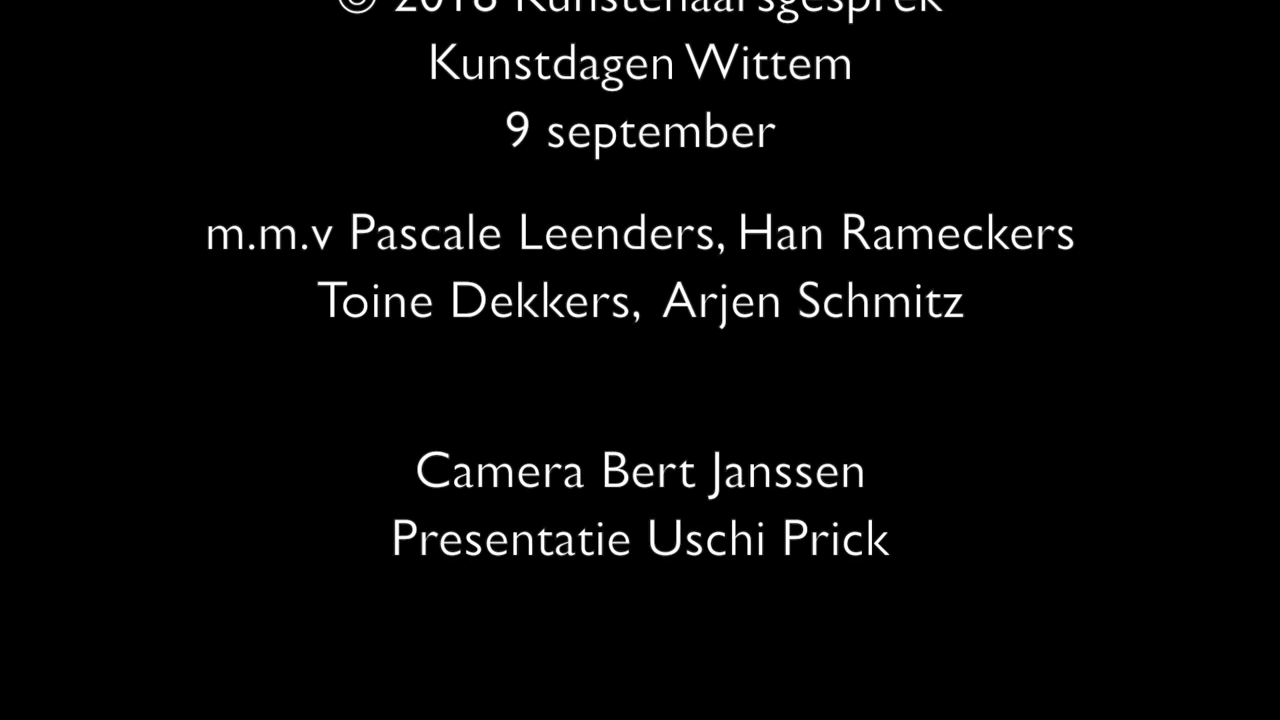 © 2018 Kunstenaarsgesprek
Kunstdagen Wittem
9 september
m.m.v Pascale Leenders, Han Rameckers
Toine Dekkers, Arjen Schmitz
Camera Bert Janssen
Presentatie Uschi Prick